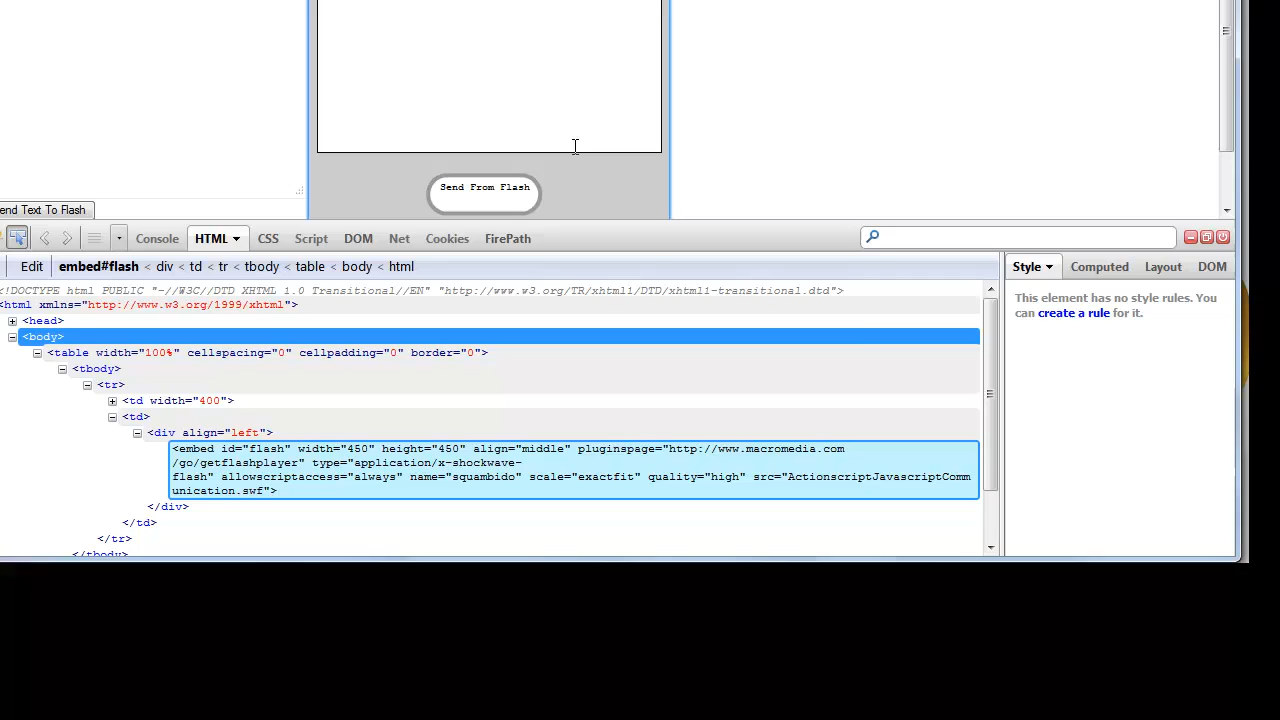 Send From Flash
end Text To Flash
Console HTML CSS Script DOM Net Cookies FirePath
Edit embed#flash < div < td < tr < tbody < table < body < html
Style Computed Layout DOM
<!DOCTYPE html PUBLIC "-//W3C//DTD XHTML 1.0 Transitional//EN" "http://www.w3.org/TR/xhtml1/DTD/xhtml1-transitional.dtd">
<html xmlns="http://www.w3.org/1999/xhtml">
<head>
<body>
<table width="100%" cellspacing="0" cellpadding="0" border="0">
<tbody>
<tr>
<td width="400">
<td>
<div align="left">
<embed id="flash" width="450" height="450" align="middle" pluginspage="http://www.macromedia.com
/go/getflashplayer" type="application/x-shockwave-
flash" allowscriptaccess="always" name="squambido" scale="exactfit" quality="high" src="ActionscriptJavascriptComm
unication.swf">
</div>
</td>
</tr>
</tbody>
This element has no style rules. You
can create a rule for it.